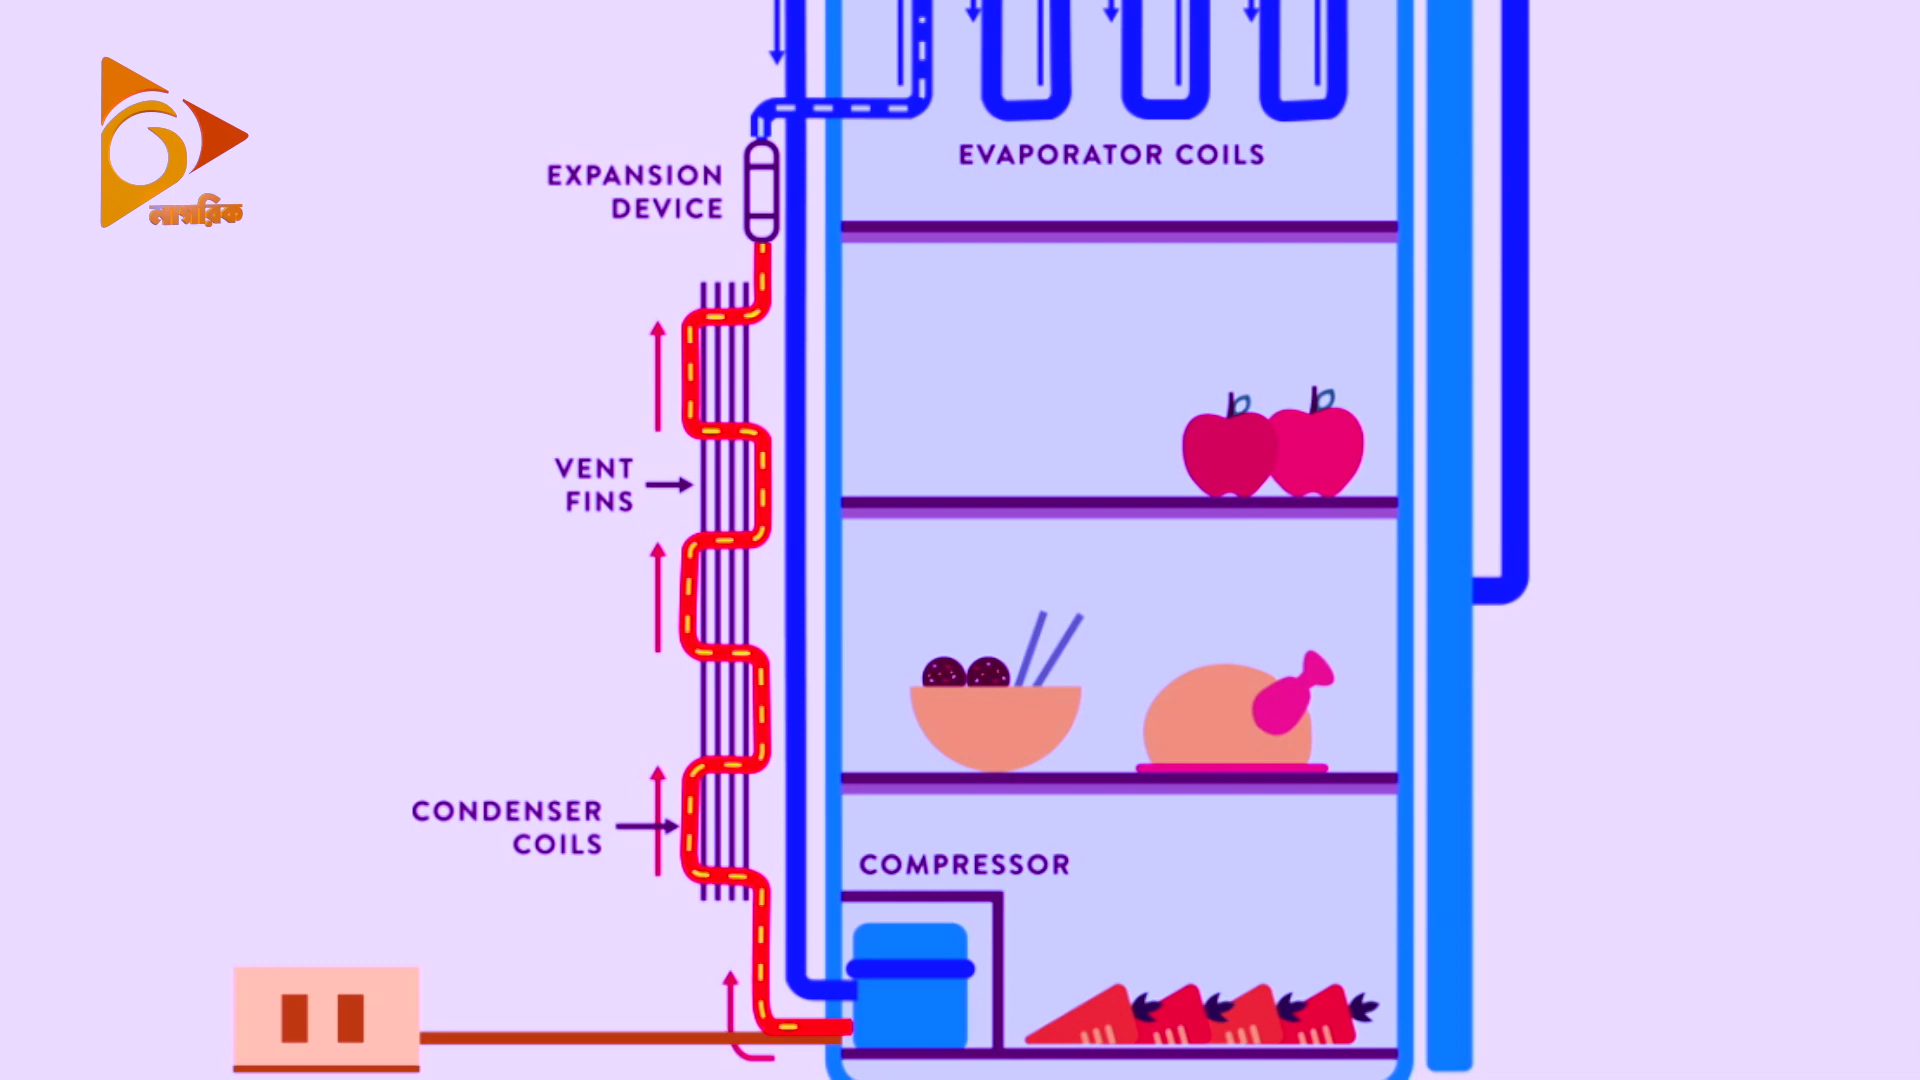 নাগরিক
EVAPORATOR COILS
EXPANSION
DEVICE
VENT
FINS
CONDENSER
COILS
COMPRESSOR